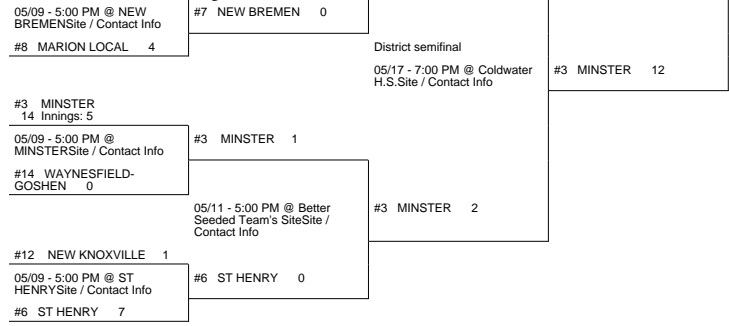 05/09 - 5:00 PM @ NEW
BREMENSite / Contact Info
#7 NEW BREMEN 0
#8 MARION LOCAL 4
District semifinal
05/17 - 7:00 PM @ Coldwater
H.S.Site / Contact Info
#3 MINSTER 12
#3 MINSTER
14 Innings: 5
05/09 - 5:00 PM @
MINSTERSite / Contact Info
#3 MINSTER 1
#14 WAYNESFIELD-
GOSHEN 0
05/11 - 5:00 PM @ Better
Seeded Team's SiteSite /
Contact Info
#3 MINSTER 2
#12 NEW KNOXVILLE 1
05/09 - 5:00 PM @ ST
HENRYSite / Contact Info
#6 ST HENRY 0
#6 ST HENRY 7